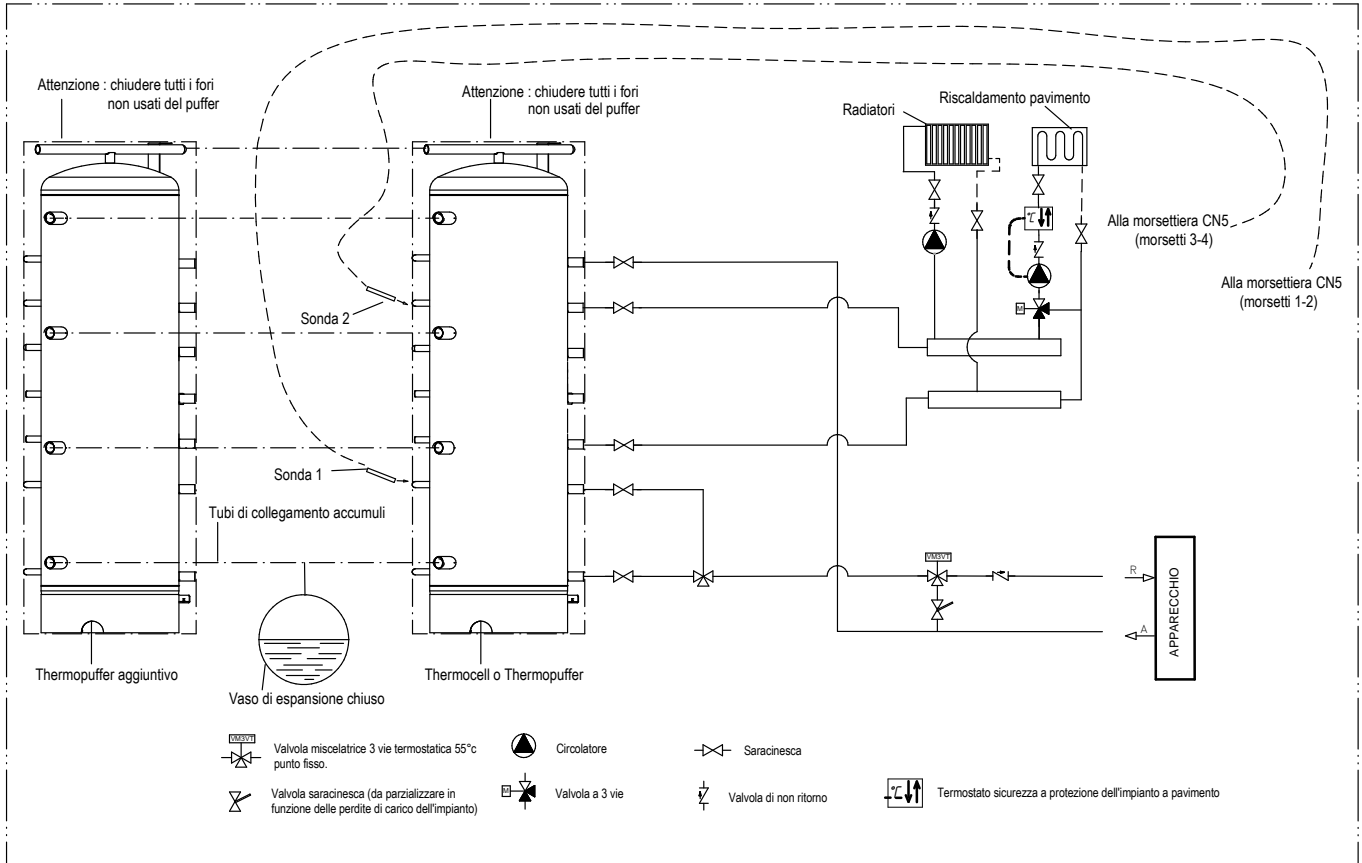 Attenzione : chiudere tutti i fori
non usati del puffer
Attenzione : chiudere tutti i fori
non usati del puffer
Radiatori
Riscaldamento pavimento
°C
M
Alla morsettiera CN5
(morsetti 3-4)
Alla morsettiera CN5
(morsetti 1-2)
Sonda 2
Sonda 1
Tubi di collegamento accumuli
VM3VT
R
A
APPARECCHIO
Thermopuffer aggiuntivo
Vaso di espansione chiuso
Thermocell o Thermopuffer
VM3VT
Valvola miscelatrice 3 vie termostatica 55°c
punto fisso.
Circolatore
Saracinesca
Valvola saracinesca (da parzializzare in
funzione delle perdite di carico dell'impianto)
M
Valvola a 3 vie
Valvola di non ritorno
°C
Termostato sicurezza a protezione dell'impianto a pavimento